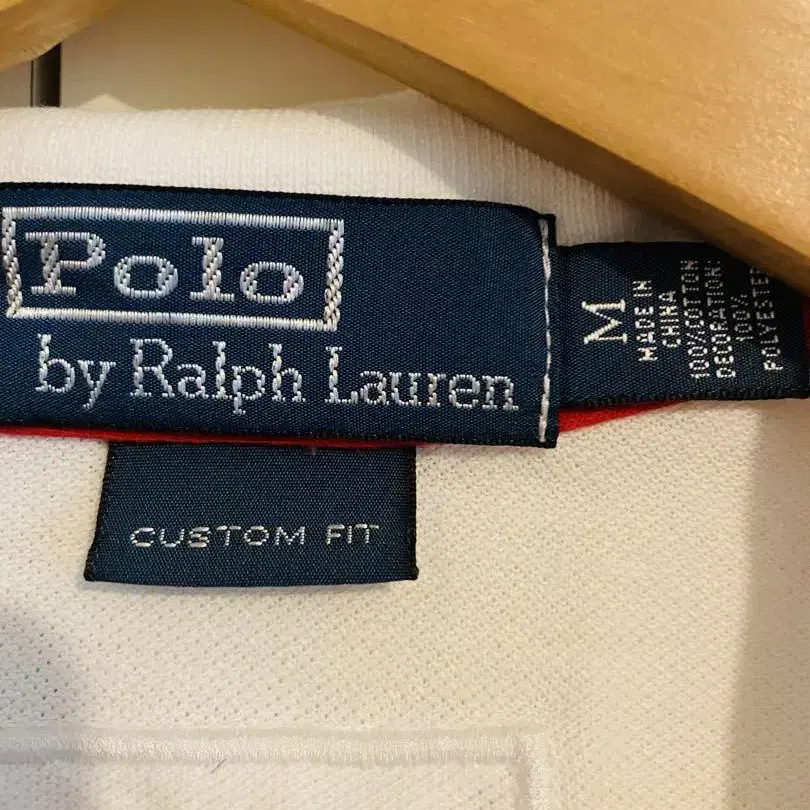 Polo
by Ralph Lauren
CUSTOM FIT
M
MADE IN
CHINA
100% COTTON
DECORATION:
100%
POLYESTER